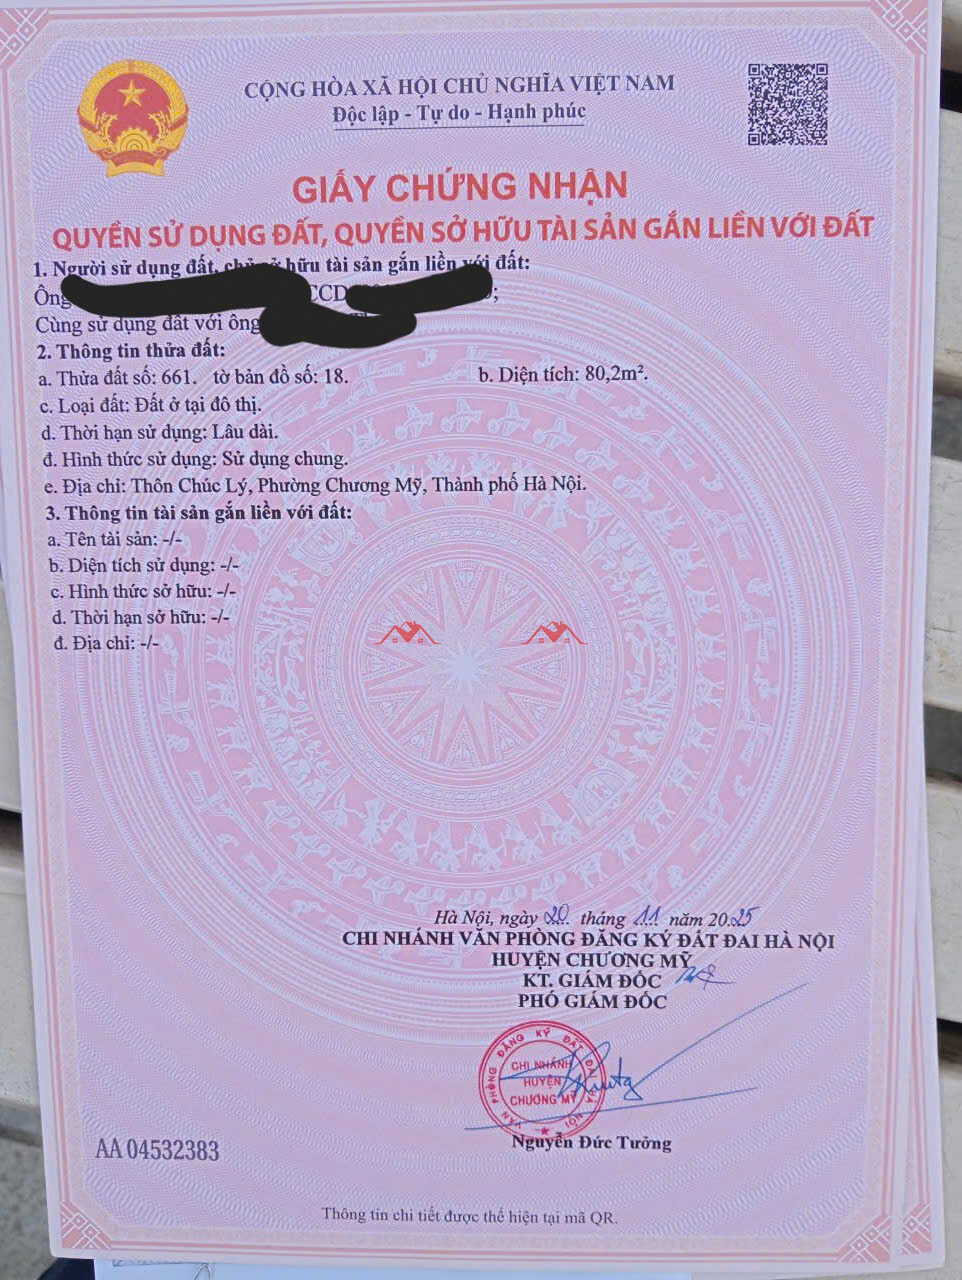 CỘNG HÒA XÃ HỘI CHỦ NGHĨA VIỆT NAM
Độc lập - Tự do - Hạnh phúc
GIẤY CHỨNG NHẬN
QUYỀN SỬ DỤNG ĐẤT, QUYỀN SỞ HỮU TÀI SẢN GẮN LIỀN VỚI ĐẤT
1. Người sử dụng đất, chủ sở hữu tài sản gắn liền với đất:
Ông
Cùng sử dụng đất với ông
2. Thông tin thửa đất:
a. Thửa đất số: 661. tờ bản đồ số: 18. b. Diện tích: 80,2m².
c. Loại đất: Đất ở tại đô thị.
d. Thời hạn sử dụng: Lâu dài.
đ. Hình thức sử dụng: Sử dụng chung.
e. Địa chỉ: Thôn Chúc Lý, Phường Chương Mỹ, Thành phố Hà Nội.
3. Thông tin tài sản gắn liền với đất:
a. Tên tài sản: -/-
b. Diện tích sử dụng: -/-
c. Hình thức sở hữu: -/-
d. Thời hạn sở hữu: -/-
đ. Địa chỉ: -/-
Hà Nội, ngày 20 tháng 11 năm 2025
CHI NHÁNH VĂN PHÒNG ĐĂNG KÝ ĐẤT ĐAI HÀ NỘI
HUYỆN CHƯƠNG MỸ
KT. GIÁM ĐỐC
PHÓ GIÁM ĐỐC
VĂN PHÒNG ĐĂNG KÝ ĐẤT ĐAI HÀ NỘI
CHI NHÁNH
HUYỆN
CHƯƠNG MỸ
Nguyễn Đức Tưởng
AA 04532383
Thông tin chi tiết được thể hiện tại mã QR.